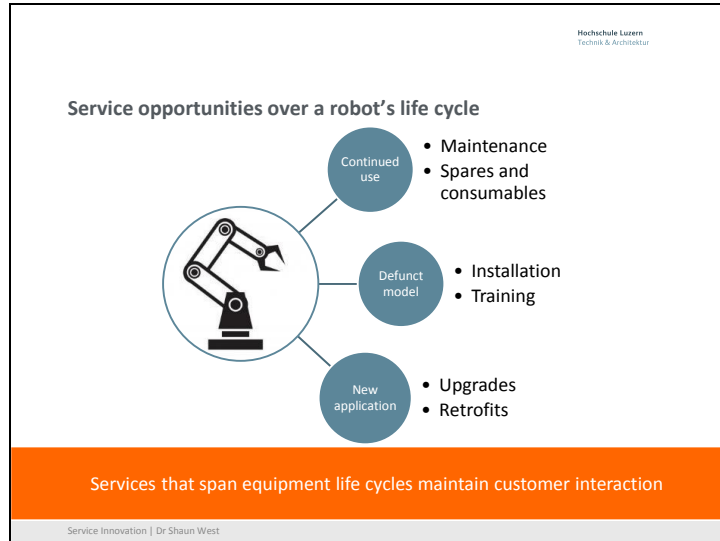 Hochschule Luzern
Technik & Architektur
Service opportunities over a robot's life cycle
Continued
use
• Maintenance
• Spares and
consumables
Defunct
model
• Installation
• Training
New
application
• Upgrades
• Retrofits
Services that span equipment life cycles maintain customer interaction
Service Innovation | Dr Shaun West